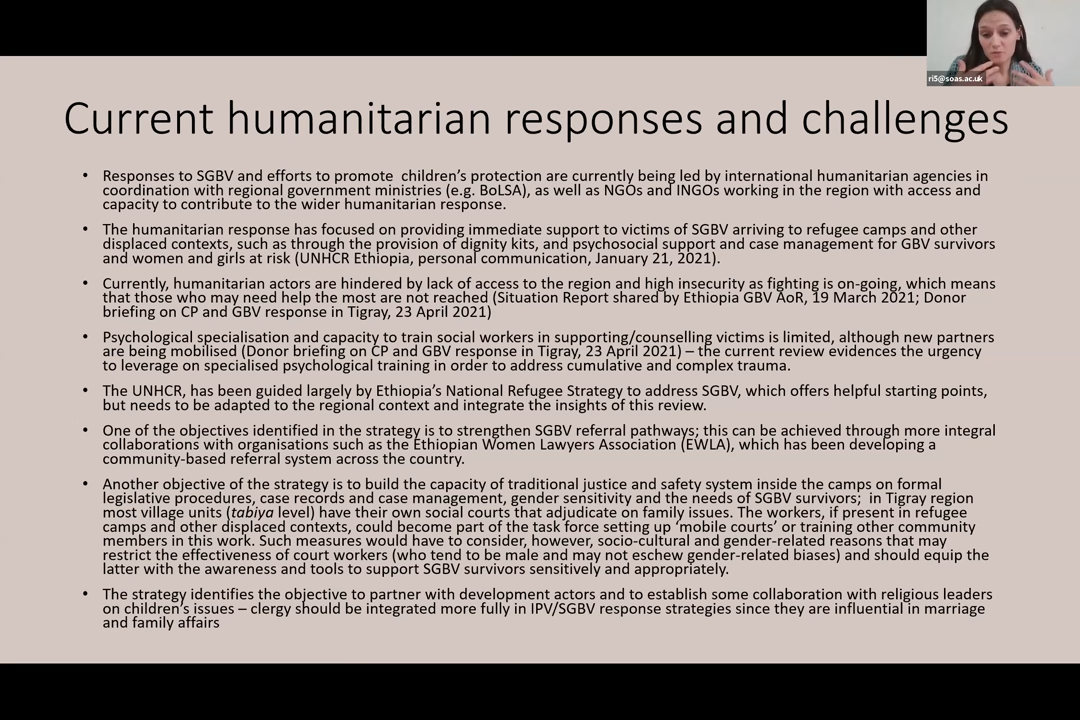 ri5@soas.ac.uk
Current humanitarian responses and challenges
• Responses to SGBV and efforts to promote children's protection are currently being led by international humanitarian agencies in
coordination with regional government ministries (e.g. BoLSA), as well as NGOs and INGOs working in the region with access and
capacity to contribute to the wider humanitarian response.
• The humanitarian response has focused on providing immediate support to victims of SGBV arriving to refugee camps and other
displaced contexts, such as through the provision of dignity kits, and psychosocial support and case management for GBV survivors
and women and girls at risk (UNHCR Ethiopia, personal communication, January 21, 2021).
• Currently, humanitarian actors are hindered by lack of access to the region and high insecurity as fighting is on-going, which means
that those who may need help the most are not reached (Situation Report shared by Ethiopia GBV AoR, 19 March 2021; Donor
briefing on CP and GBV response in Tigray, 23 April 2021)
• Psychological specialisation and capacity to train social workers in supporting/counselling victims is limited, although new partners
are being mobilised (Donor briefing on CP and GBV response in Tigray, 23 April 2021) – the current review evidences the urgency
to leverage on specialised psychological training in order to address cumulative and complex trauma.
• The UNHCR, has been guided largely by Ethiopia's National Refugee Strategy to address SGBV, which offers helpful starting points,
but needs to be adapted to the regional context and integrate the insights of this review.
• One of the objectives identified in the strategy is to strengthen SGBV referral pathways; this can be achieved through more integral
collaborations with organisations such as the Ethiopian Women Lawyers Association (EWLA), which has been developing a
community-based referral system across the country.
• Another objective of the strategy is to build the capacity of traditional justice and safety system inside the camps on formal
legislative procedures, case records and case management, gender sensitivity and the needs of SGBV survivors; in Tigray region
most village units (tabiya level) have their own social courts that adjudicate on family issues. The workers, if present in refugee
camps and other displaced contexts, could become part of the task force setting up 'mobile courts' or training other community
members in this work. Such measures would have to consider, however, socio-cultural and gender-related reasons that may
restrict the effectiveness of court workers (who tend to be male and may not eschew gender-related biases) and should equip the
latter with the awareness and tools to support SGBV survivors sensitively and appropriately.
• The strategy identifies the objective to partner with development actors and to establish some collaboration with religious leaders
on children's issues – clergy should be integrated more fully in IPV/SGBV response strategies since they are influential in marriage
and family affairs